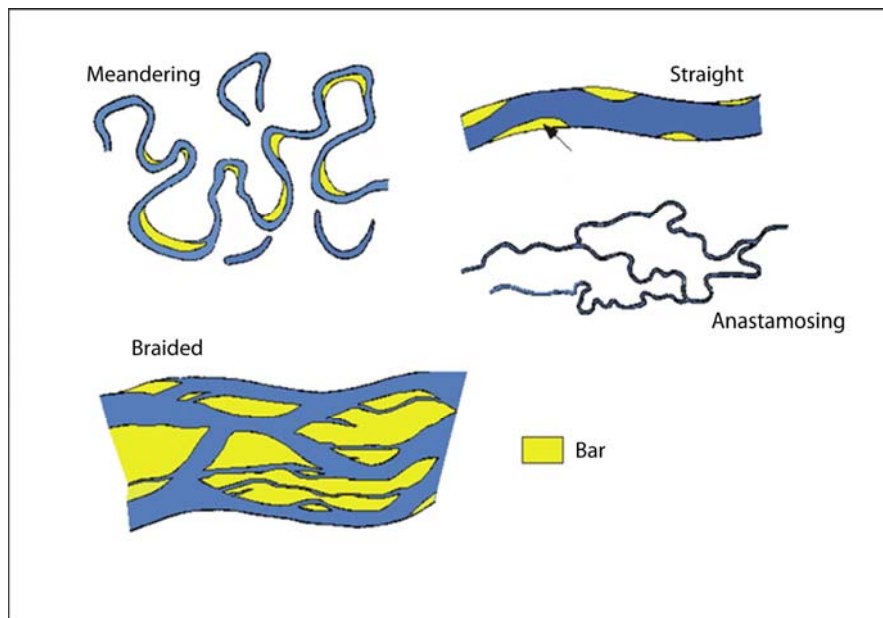 Meandering
Straight
Anastamosing
Braided
Bar